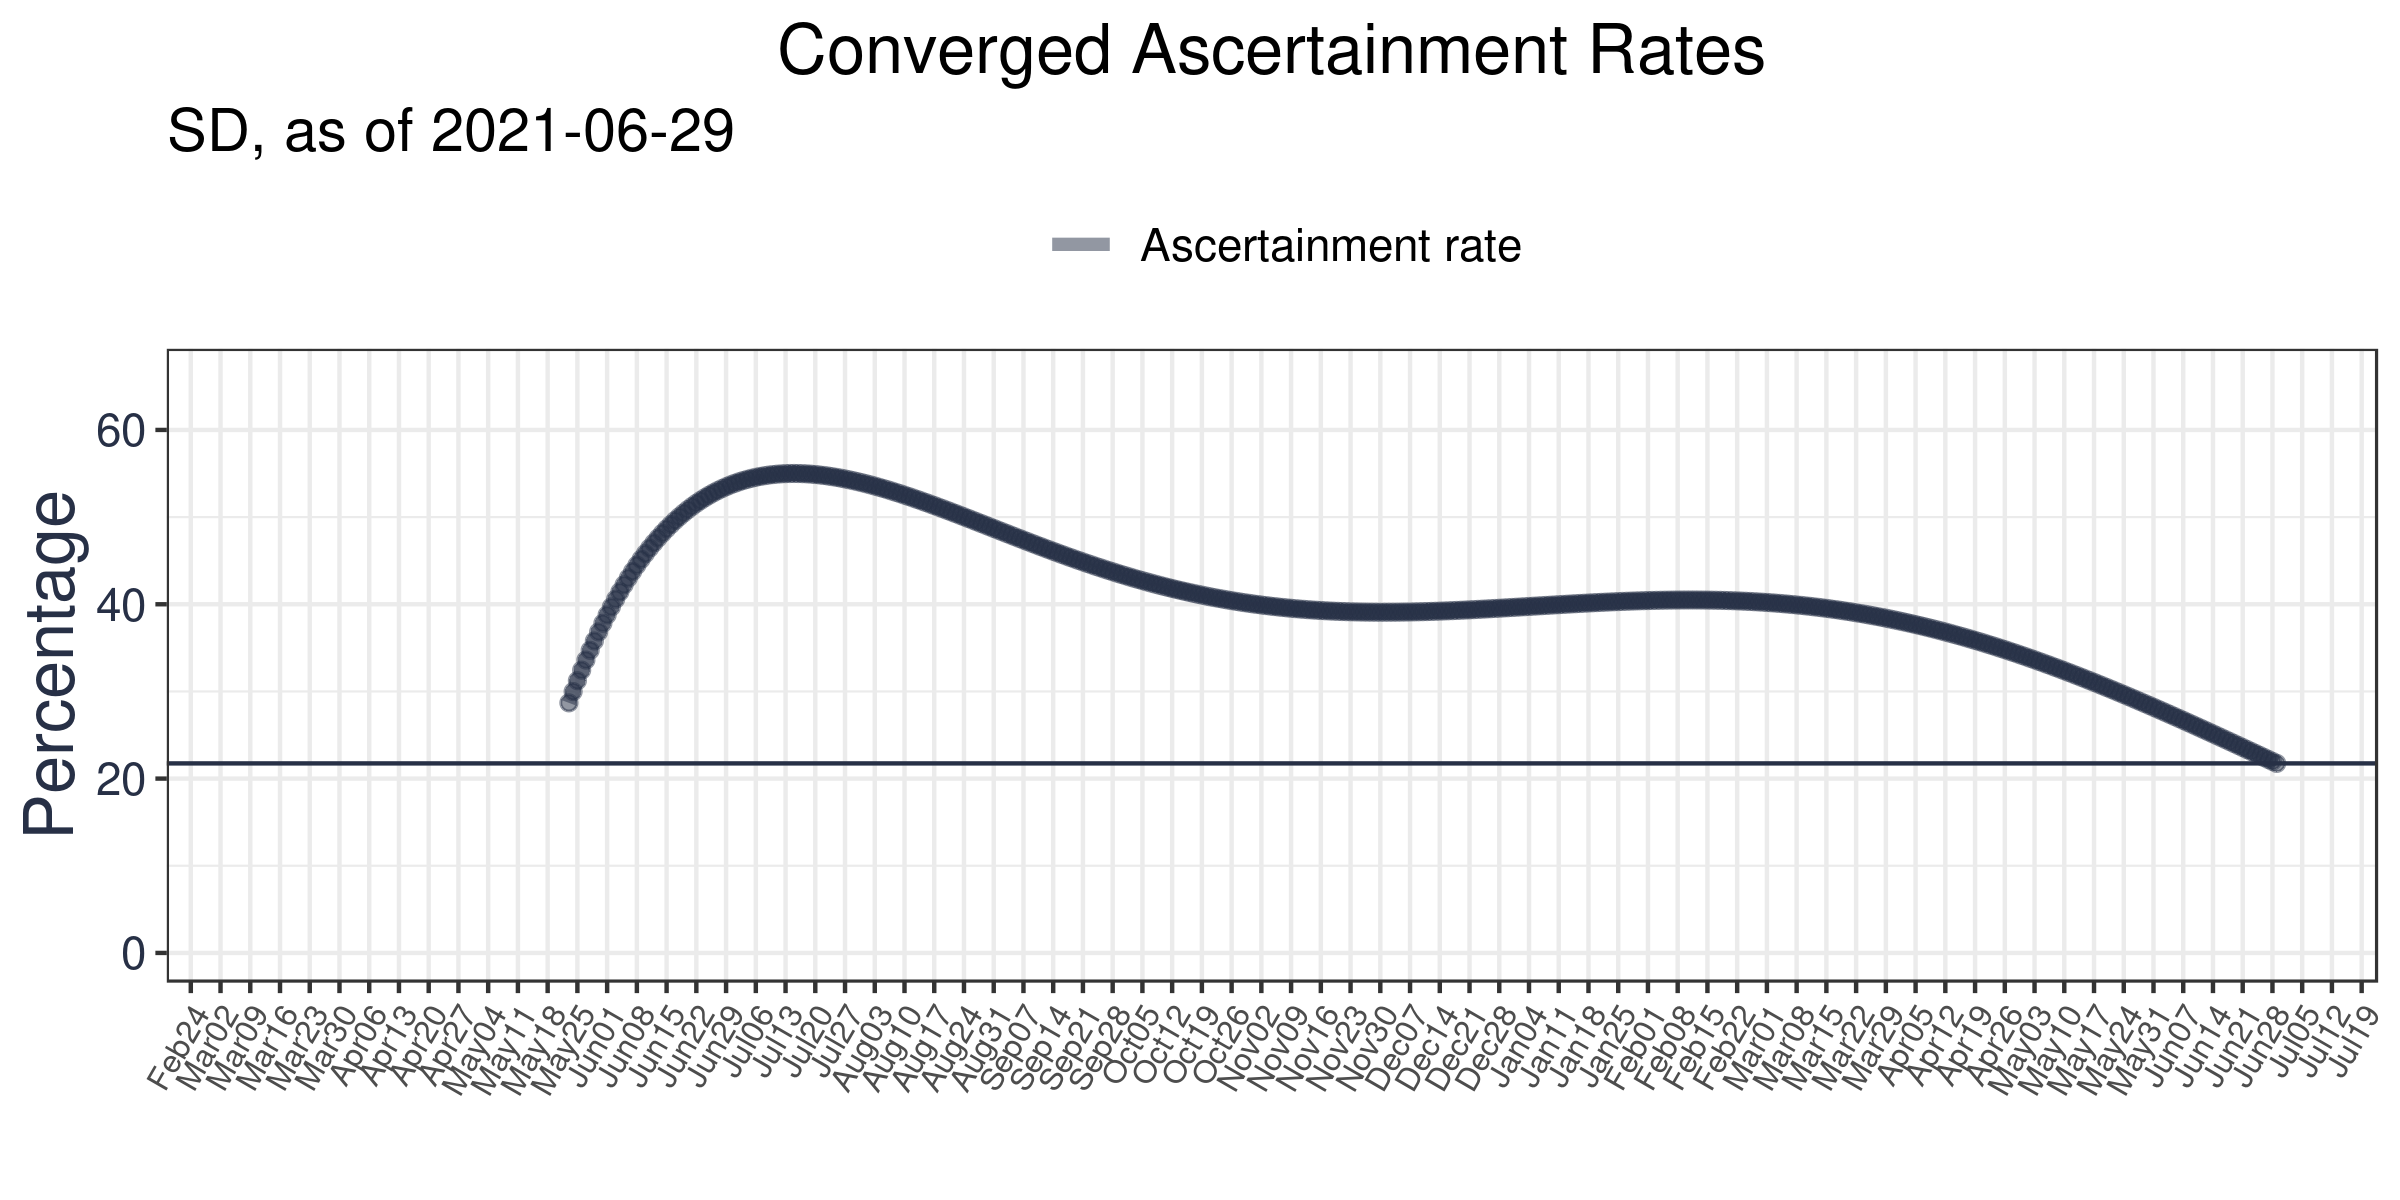 Converged Ascertainment Rates
SD, as of 2021-06-29
Ascertainment rate
Percentage
60
40
20
0
Feb24
Mar02
Mar09
Mar16
Mar23
Mar30
Apr06
Apr13
Apr20
Apr27
May04
May11
May18
May25
Jun01
Jun08
Jun15
Jun22
Jun29
Jul06
Jul13
Jul20
Jul27
Aug03
Aug10
Aug17
Aug24
Aug31
Sep07
Sep14
Sep21
Sep28
Oct05
Oct12
Oct19
Oct26
Nov02
Nov09
Nov16
Nov23
Nov30
Dec07
Dec14
Dec21
Dec28
Jan04
Jan11
Jan18
Jan25
Feb01
Feb08
Feb15
Feb22
Mar01
Mar08
Mar15
Mar22
Mar29
Apr05
Apr12
Apr19
Apr26
May03
May10
May17
May24
May31
Jun14
Jun21
Jun28
Jul05
Jul12
Jul19